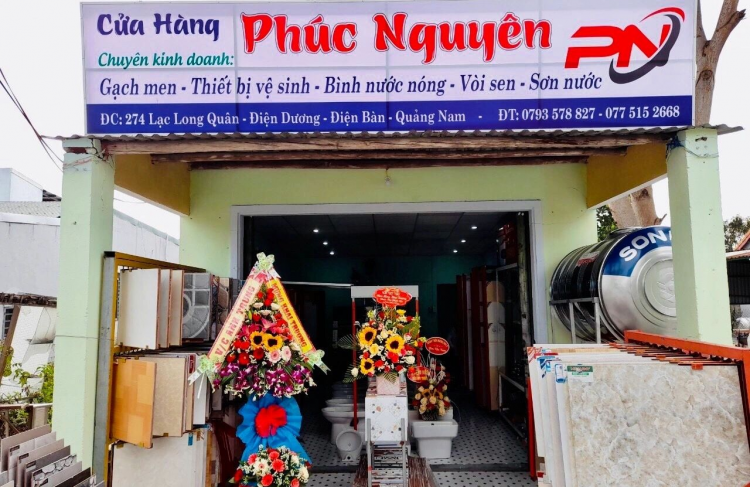 Cửa Hàng Phúc Nguyên PN
Chuyên kinh doanh:
Gạch men - Thiết bị vệ sinh - Bình nước nóng - Vòi sen - Sơn nước
ĐC: 274 Lạc Long Quân - Điện Dương - Điện Bàn - Quảng Nam - ĐT: 0793 578 827 - 077 515 2668